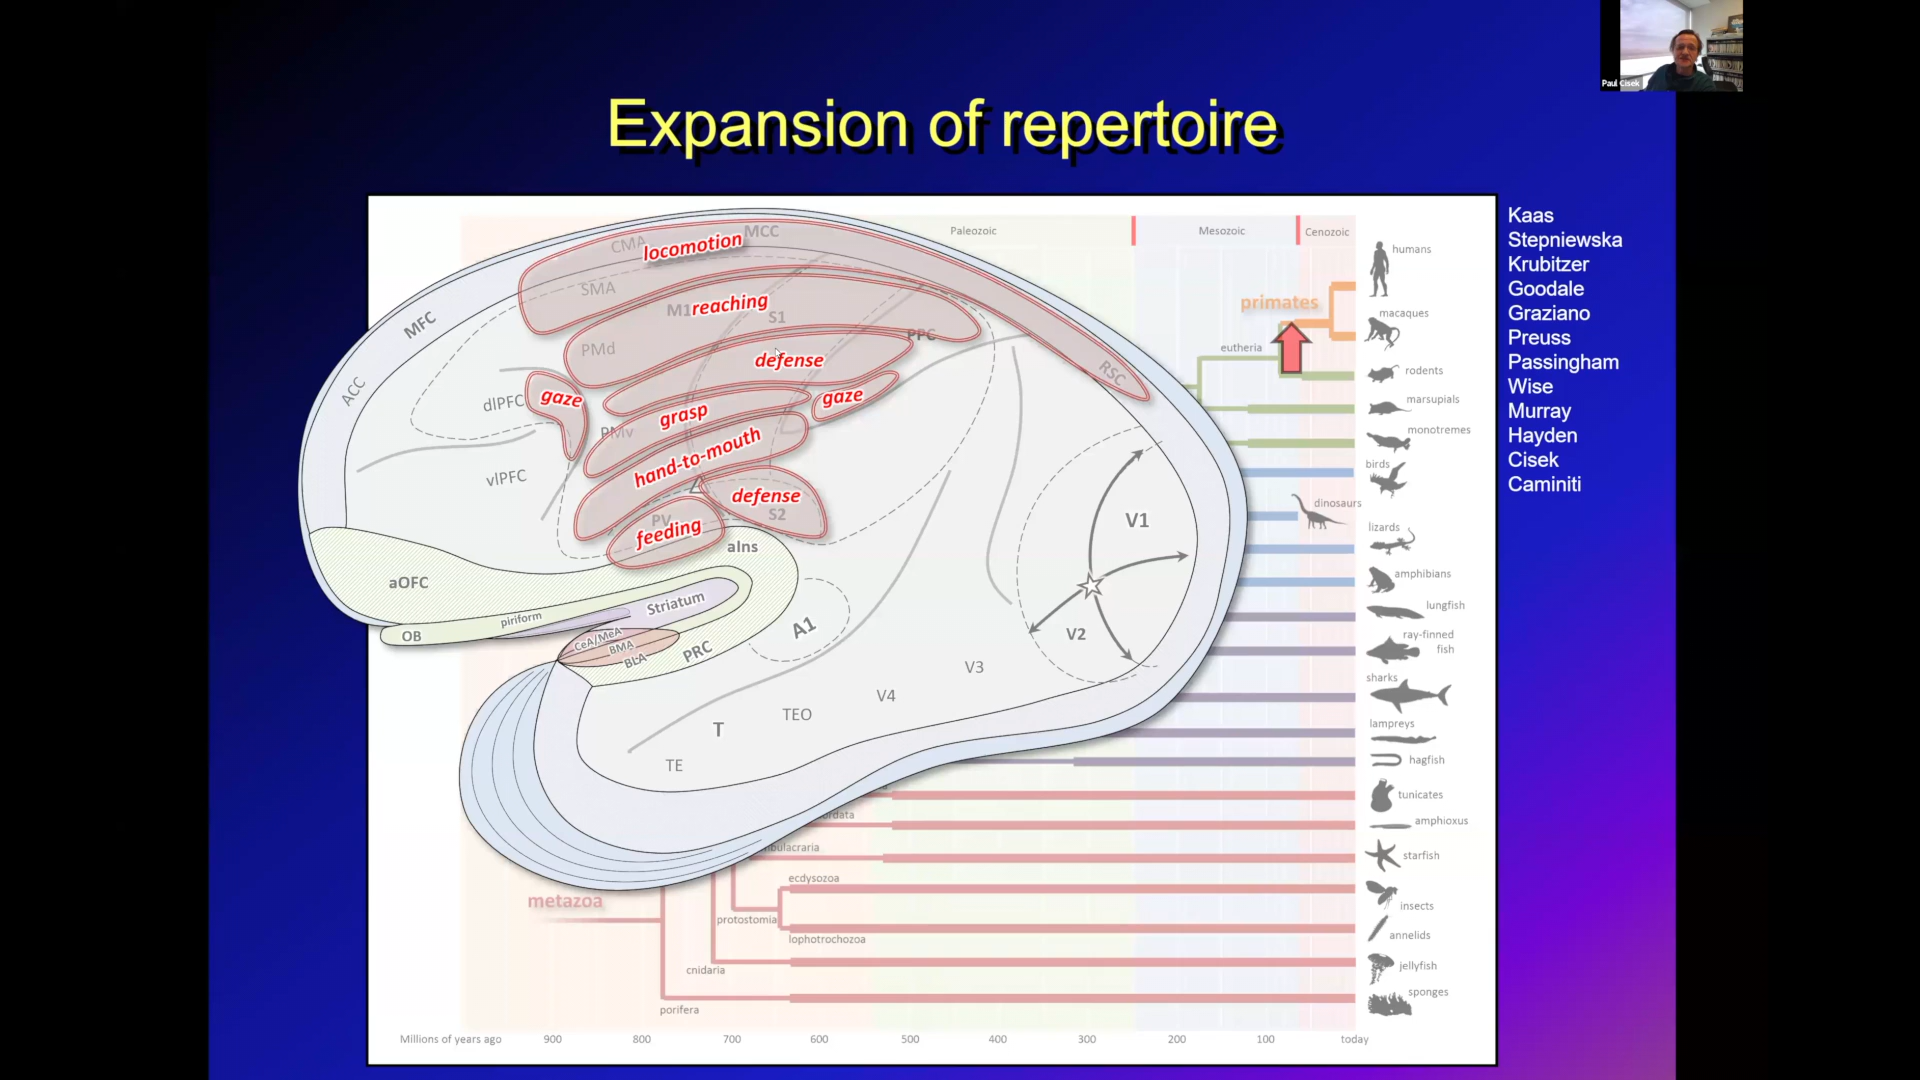 Paul Cisek
Expansion of repertoire
Kaas
Stepniewska
Krubitzer
Goodale
Graziano
Preuss
Passingham
Wise
Murray
Hayden
Cisek
Caminiti
Paleozoic
Mesozoic
Cenozoic
CMA
MCC
locomotion
SMA
M1
reaching
S1
PMd
PPC
MFC
defense
ACC
RSC
dlPFC
gaze
gaze
PMv
grasp
hand-to-mouth
vlPFC
defense
S2
PV
feeding
aIns
V1
aOFC
Striatum
piriform
OB
CeA/MeA
BMA
BLA
PRC
A1
V2
V3
V4
TEO
T
TE
primates
eutheria
humans
macaques
rodents
marsupials
monotremes
birds
dinosaurs
lizards
amphibians
lungfish
ray-finned
fish
sharks
lampreys
hagfish
tunicates
amphioxus
starfish
insects
annelids
jellyfish
sponges
ecdysozoa
metazoa
protostomia
lophotrochozoa
cnidaria
porifera
Millions of years ago 900 800 700 600 500 400 300 200 100 today